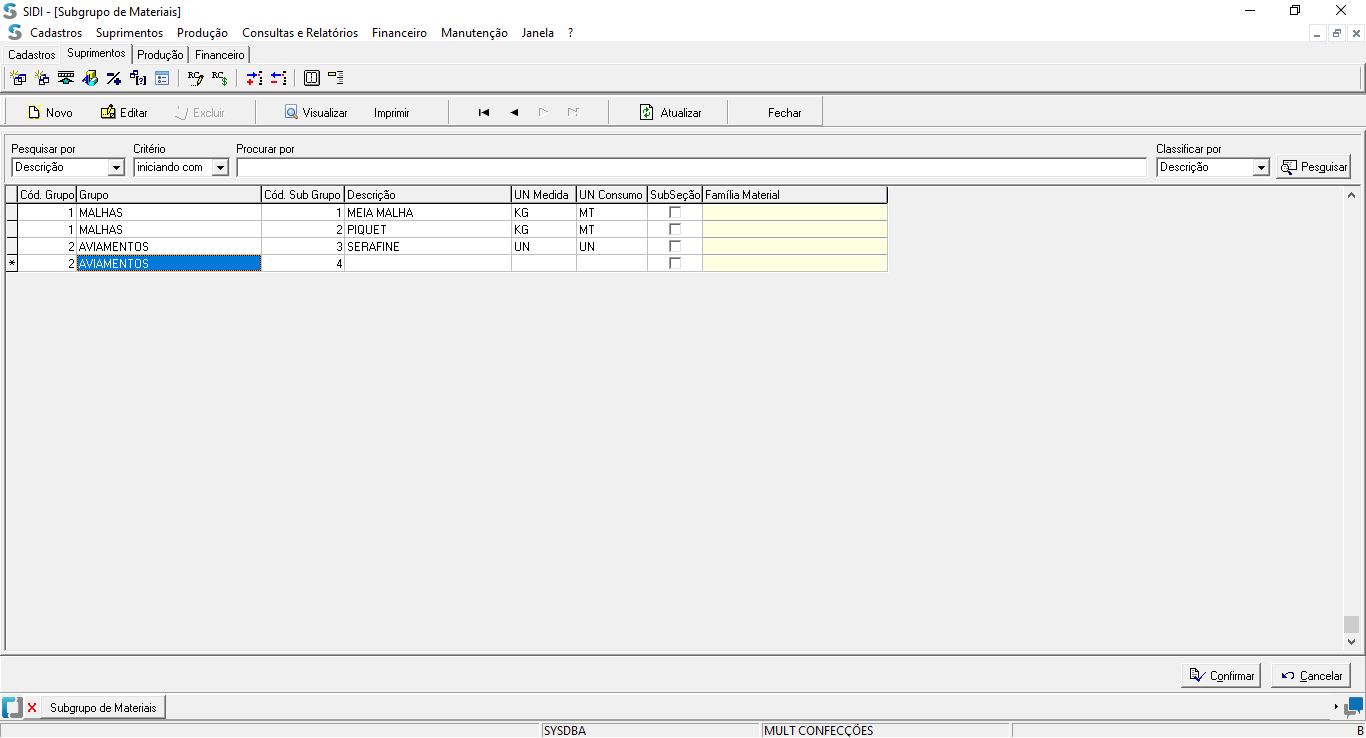 SIDI - [Subgrupo de Materiais]
Cadastros Suprimentos Produção Consultas e Relatórios Financeiro Manutenção Janela ?
Cadastros Suprimentos Produção Financeiro
Novo Editar Excluir Visualizar Imprimir Atualizar Fechar
Pesquisar por Critério Procurar por Classificar por
Descrição iniciando com Descrição Pesquisar
Cód. Grupo Grupo Cód. Sub Grupo Descrição UN Medida UN Consumo SubSeção Família Material
1 MALHAS 1 MEIA MALHA KG MT
1 MALHAS 2 PIQUET KG MT
2 AVIAMENTOS 3 SERAFINE UN UN
* 2 AVIAMENTOS 4
Confirmar Cancelar
Subgrupo de Materiais
SYSDBA MULT CONFECÇÕES B